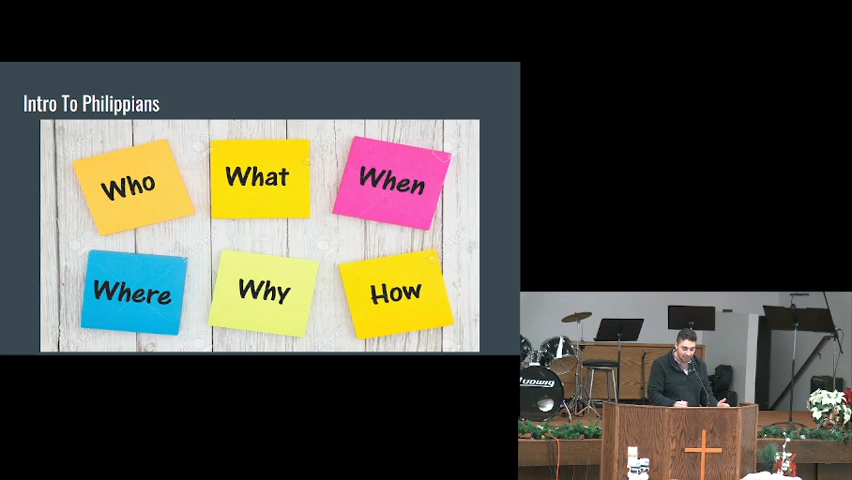 Intro To Philippians
Who
What
When
Where
Why
How
Ludwig